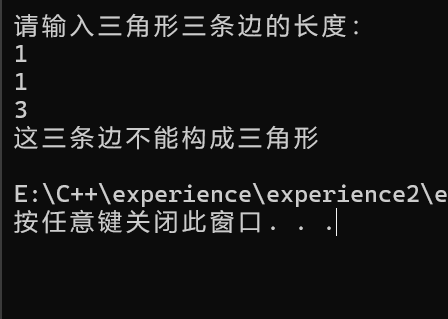 请输入三角形三条边的长度：
1
1
3
这三条边不能构成三角形
E:\C++\experience\experience2\e
按任意键关闭此窗口. . .